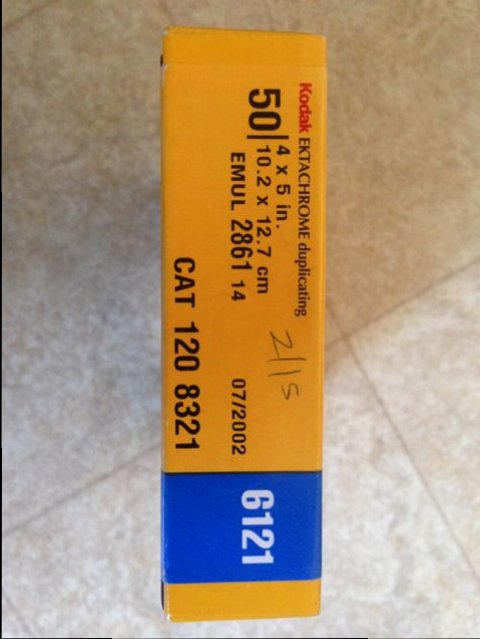 Kodak EKTACHROME duplicating
50 4 x 5 in.
10.2 x 12.7 cm
EMUL 2861 14
2/15
07/2002
CAT 120 8321
6121